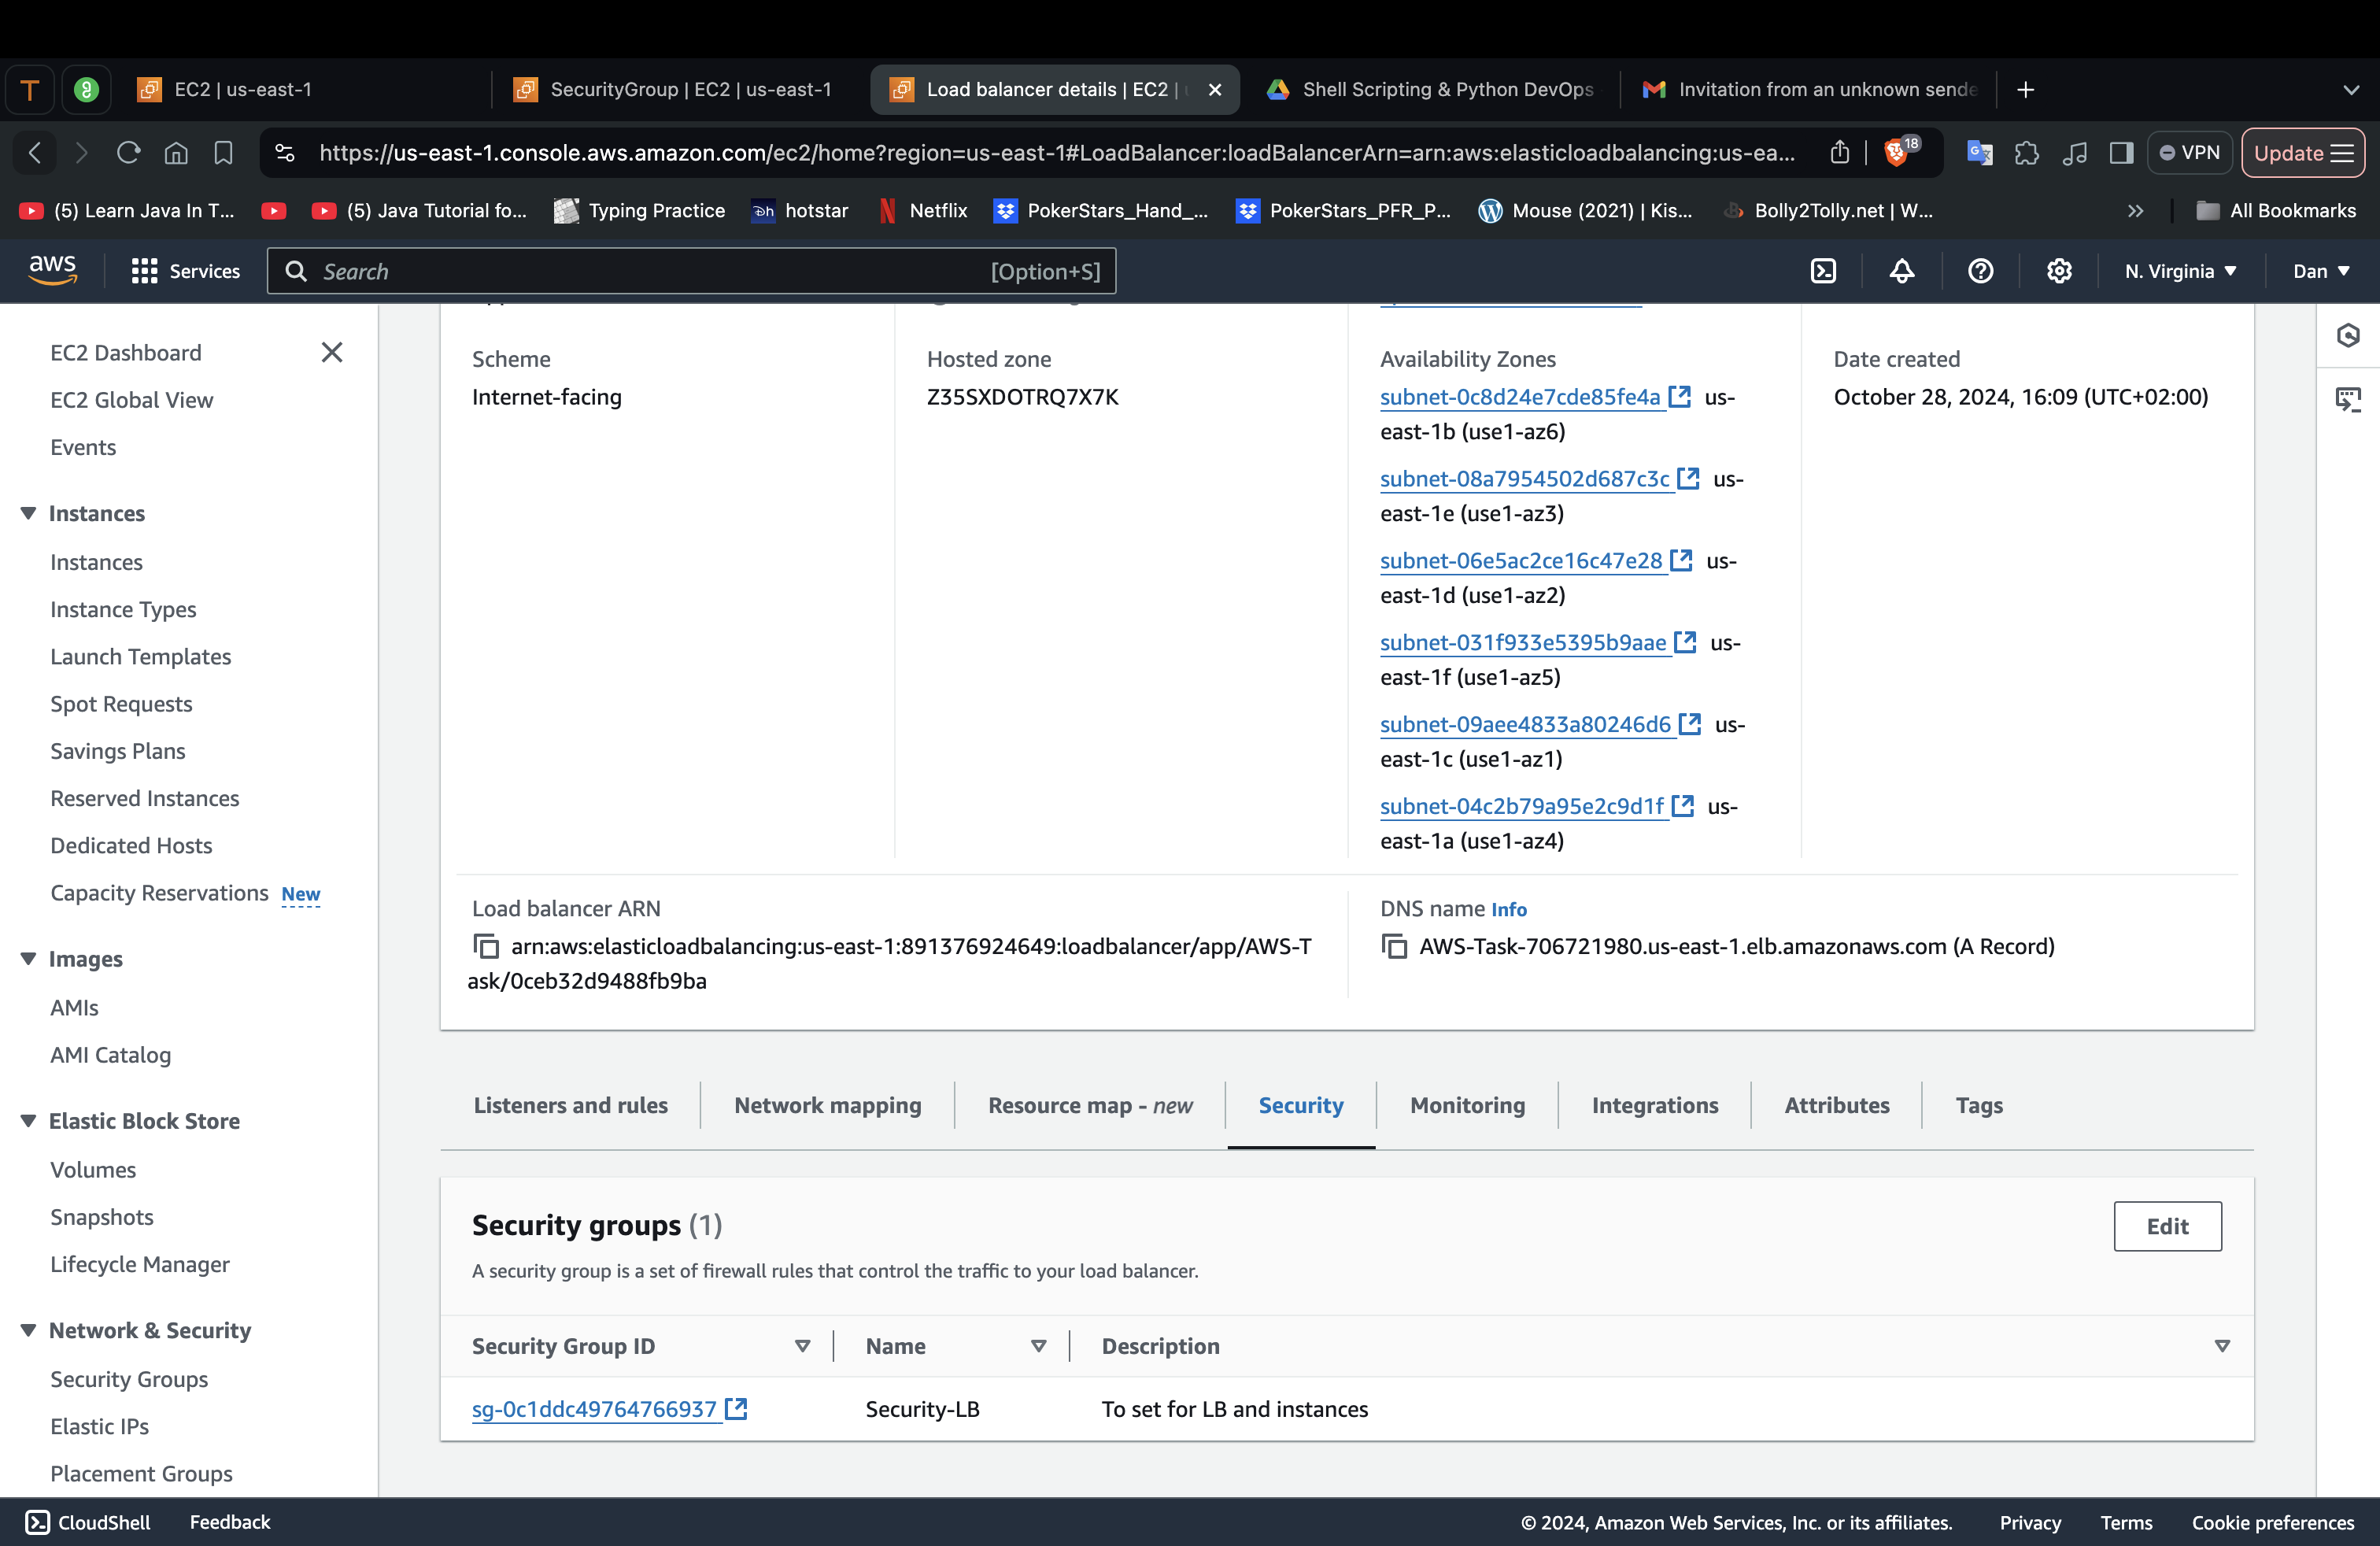 T
EC2 | us-east-1
SecurityGroup | EC2 | us-east-1
Load balancer details | EC2 |
Shell Scripting & Python DevOps
Invitation from an unknown sende
https://us-east-1.console.aws.amazon.com/ec2/home?region=us-east-1#LoadBalancer:loadBalancerArn=arn:aws:elasticloadbalancing:us-ea...
18
VPN
Update
(5) Learn Java In T...
(5) Java Tutorial fo...
Typing Practice
hotstar
Netflix
PokerStars_Hand_...
PokerStars_PFR_P...
Mouse (2021) | Kis...
Bolly2Tolly.net | W...
All Bookmarks
aws
Services
Search
[Option+S]
N. Virginia
Dan
EC2 Dashboard
EC2 Global View
Events
Instances
Instances
Instance Types
Launch Templates
Spot Requests
Savings Plans
Reserved Instances
Dedicated Hosts
Capacity Reservations New
Images
AMIs
AMI Catalog
Elastic Block Store
Volumes
Snapshots
Lifecycle Manager
Network & Security
Security Groups
Elastic IPs
Placement Groups
Scheme
Internet-facing
Hosted zone
Z35SXDOTRQ7X7K
Availability Zones
subnet-0c8d24e7cde85fe4a us-
east-1b (use1-az6)
subnet-08a7954502d687c3c us-
east-1e (use1-az3)
subnet-06e5ac2ce16c47e28 us-
east-1d (use1-az2)
subnet-031f933e5395b9aae us-
east-1f (use1-az5)
subnet-09aee4833a80246d6 us-
east-1c (use1-az1)
subnet-04c2b79a95e2c9d1f us-
east-1a (use1-az4)
Date created
October 28, 2024, 16:09 (UTC+02:00)
Load balancer ARN
arn:aws:elasticloadbalancing:us-east-1:891376924649:loadbalancer/app/AWS-T
ask/0ceb32d9488fb9ba
DNS name Info
AWS-Task-706721980.us-east-1.elb.amazonaws.com (A Record)
Listeners and rules
Network mapping
Resource map - new
Security
Monitoring
Integrations
Attributes
Tags
Security groups (1)
Edit
A security group is a set of firewall rules that control the traffic to your load balancer.
Security Group ID
Name
Description
sg-0c1ddc49764766937
Security-LB
To set for LB and instances
CloudShell
Feedback
© 2024, Amazon Web Services, Inc. or its affiliates.
Privacy
Terms
Cookie preferences